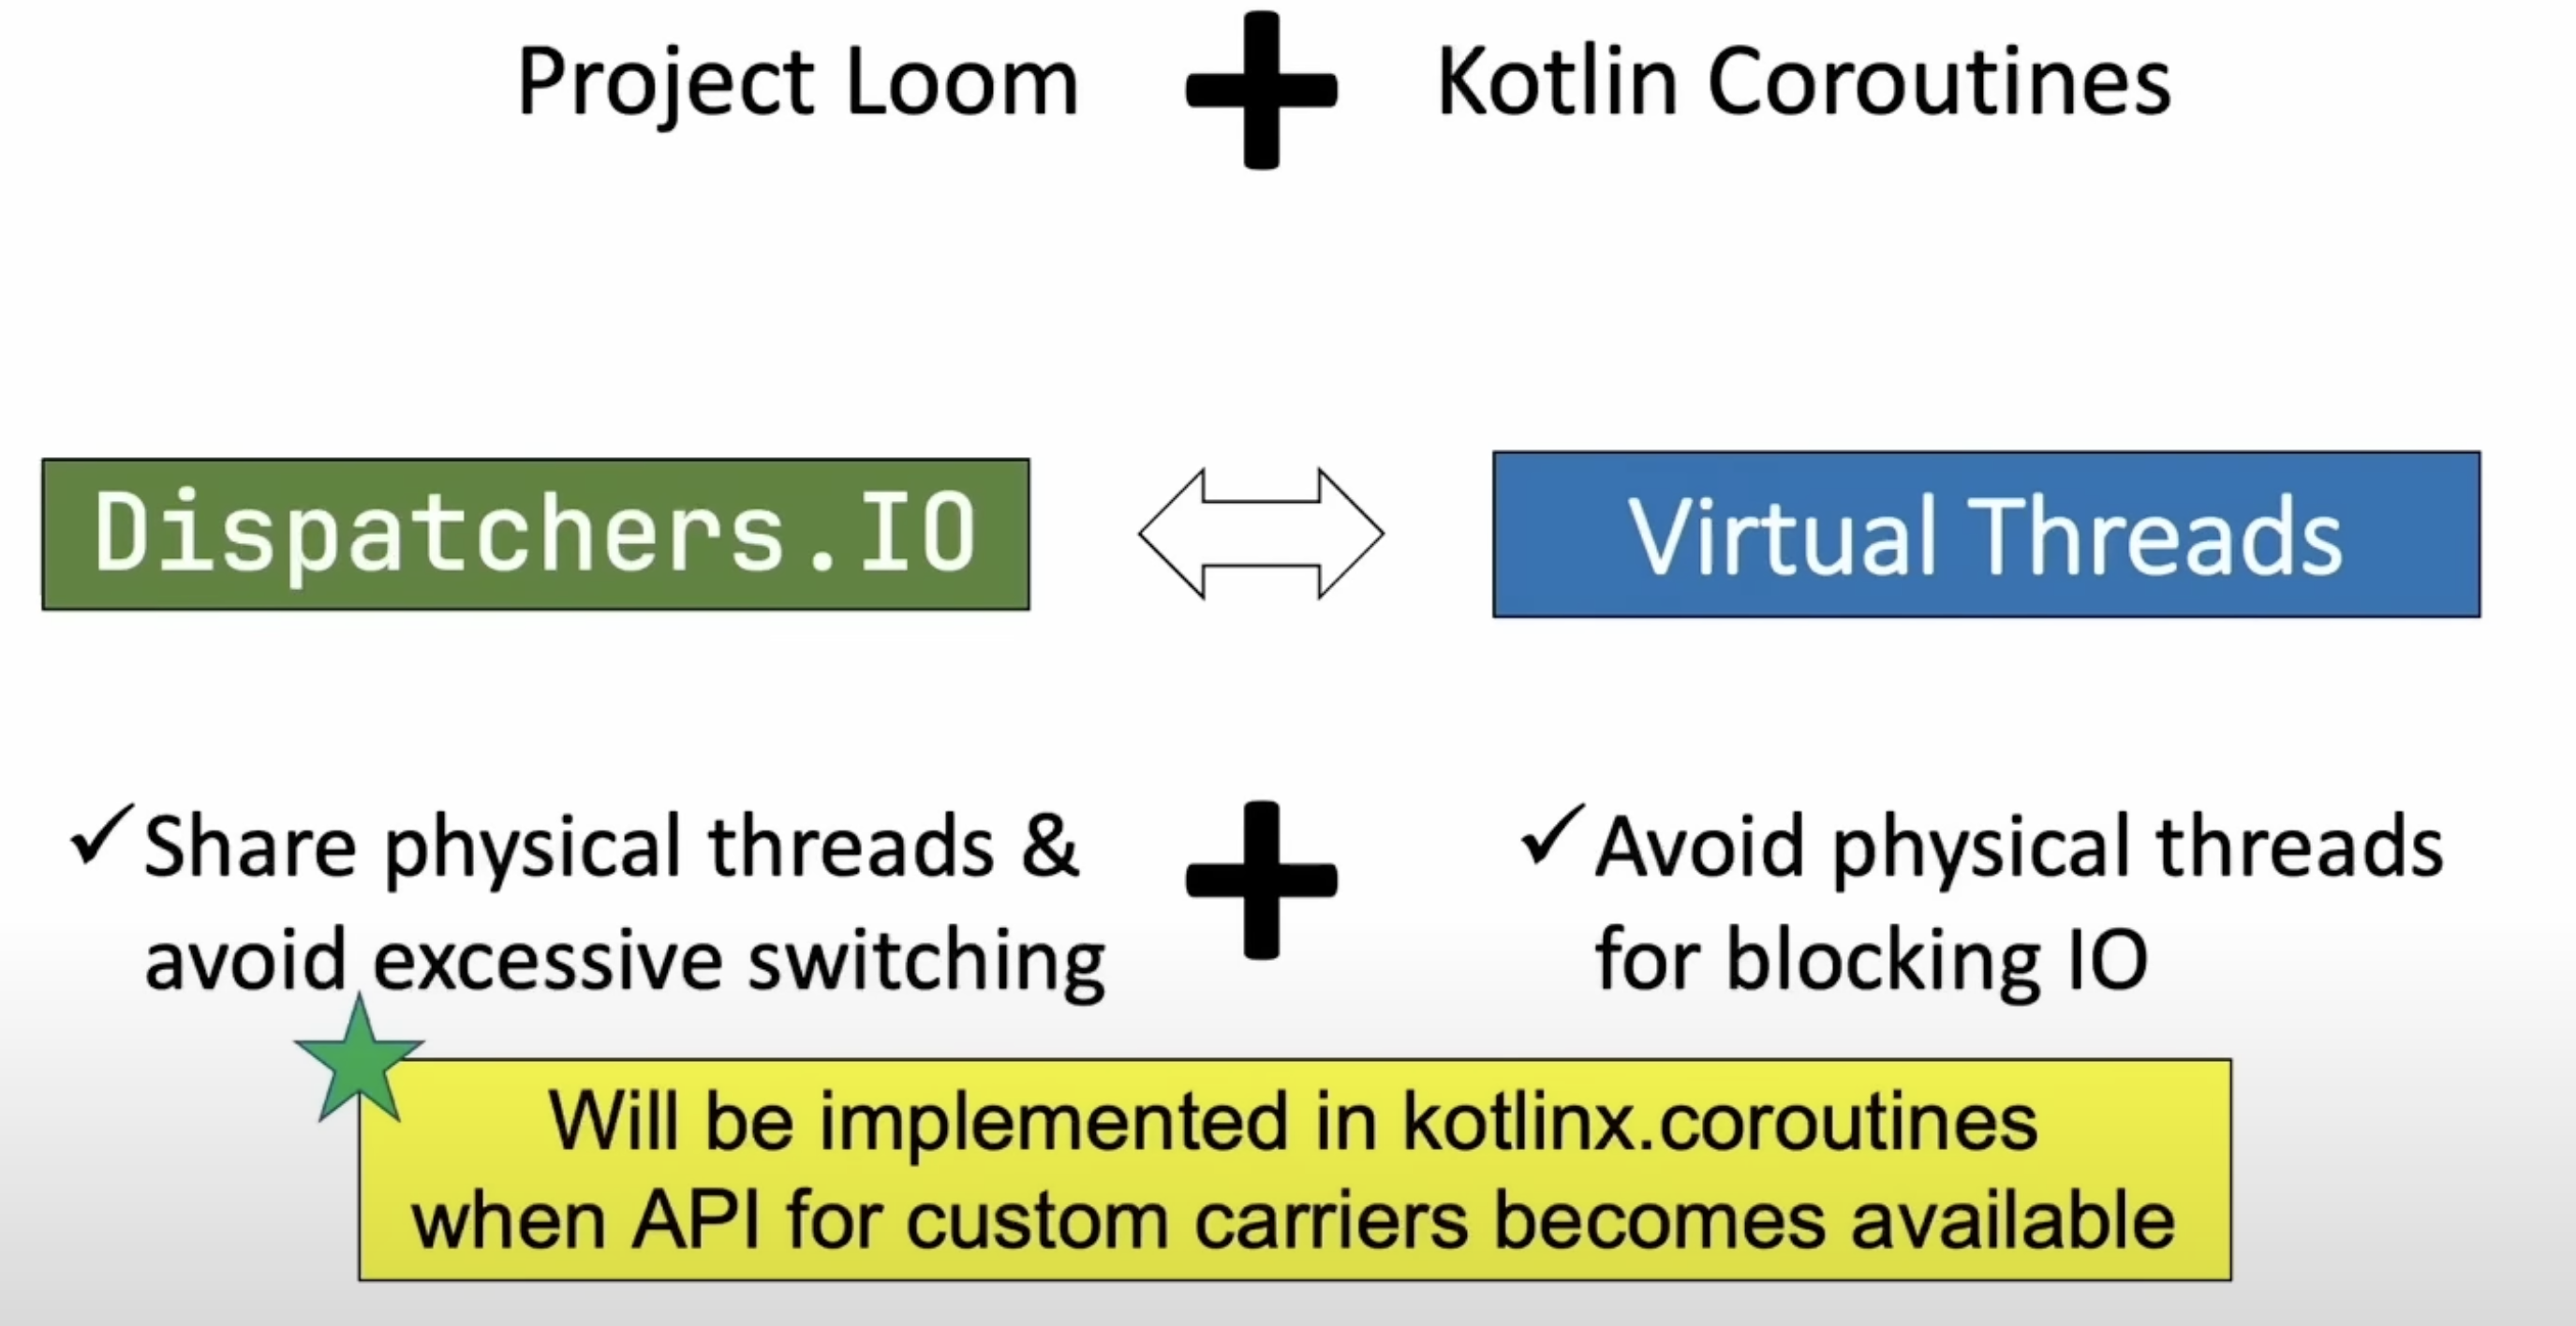 Project Loom
Kotlin Coroutines
Dispatchers.IO
Virtual Threads
Share physical threads &
avoid excessive switching
Avoid physical threads
for blocking IO
Will be implemented in kotlinx.coroutines
when API for custom carriers becomes available